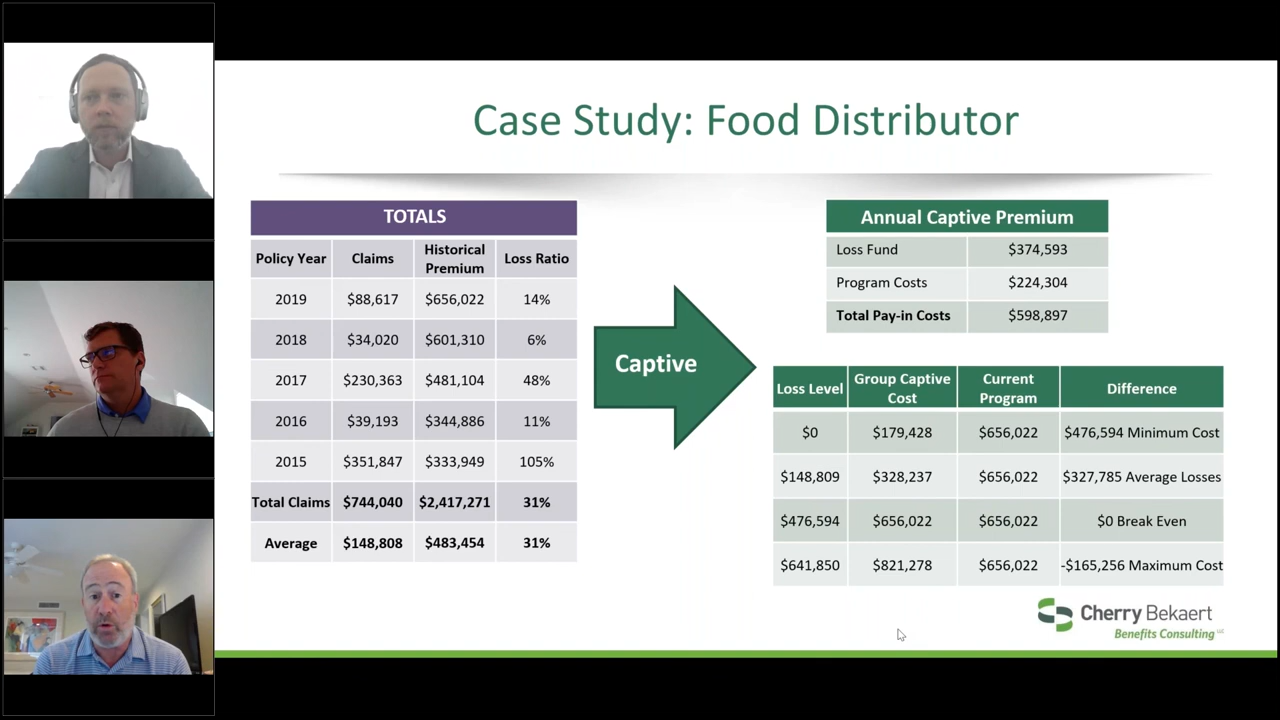 Case Study: Food Distributor
TOTALS
Policy Year Claims Historical Premium Loss Ratio
2019 $88,617 $656,022 14%
2018 $34,020 $601,310 6%
2017 $230,363 $481,104 48%
2016 $39,193 $344,886 11%
2015 $351,847 $333,949 105%
Total Claims $744,040 $2,417,271 31%
Average $148,808 $483,454 31%
Captive
Annual Captive Premium
Loss Fund $374,593
Program Costs $224,304
Total Pay-in Costs $598,897
Loss Level Group Captive Cost Current Program Difference
$0 $179,428 $656,022 $476,594 Minimum Cost
$148,809 $328,237 $656,022 $327,785 Average Losses
$476,594 $656,022 $656,022 $0 Break Even
$641,850 $821,278 $656,022 -$165,256 Maximum Cost
Cherry Bekaert
Benefits Consulting LLC